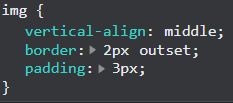 img {
vertical-align: middle;
border:▶ 2px outset;
padding:▶ 3px;
}